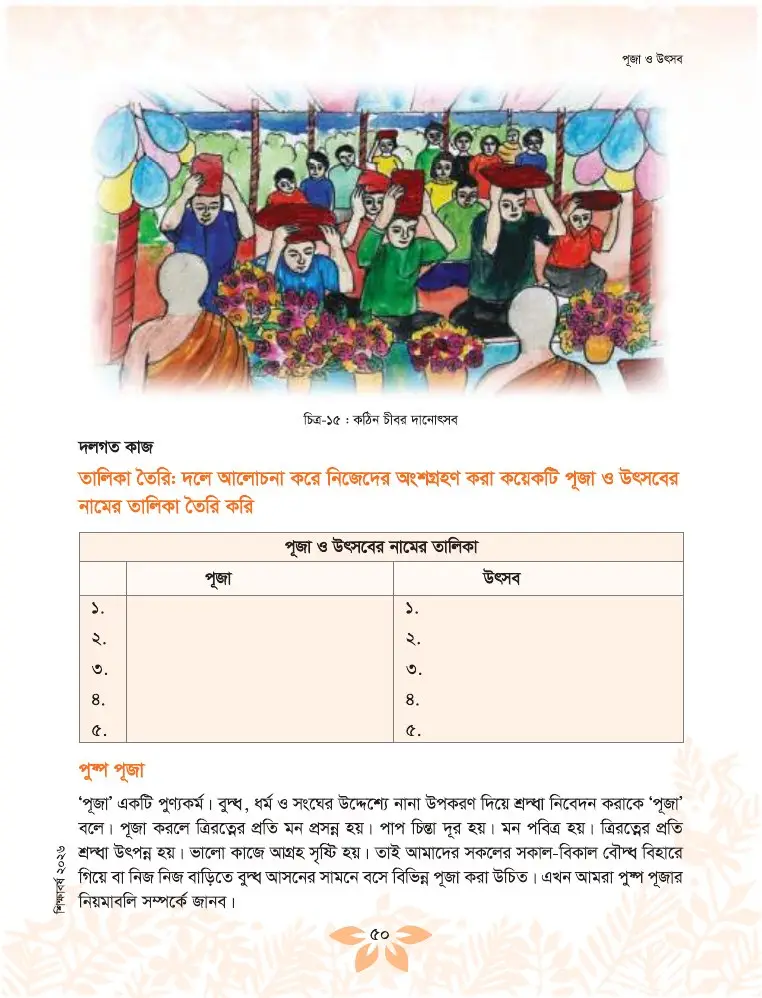 পূজা ও উৎসব
চিত্র-১৫ : কঠিন চীবর দানোৎসব
দলগত কাজ
তালিকা তৈরি: দলে আলোচনা করে নিজেদের অংশগ্রহণ করা কয়েকটি পূজা ও উৎসবের
নামের তালিকা তৈরি করি
পূজা ও উৎসবের নামের তালিকা
পূজা উৎসব
১. ১.
২. ২.
৩. ৩.
৪. ৪.
৫. ৫.
পুষ্প পূজা
‘পূজা’ একটি পুণ্যকর্ম। বুদ্ধ, ধর্ম ও সংঘের উদ্দেশ্যে নানা উপকরণ দিয়ে শ্রদ্ধা নিবেদন করাকে ‘পূজা’
বলে। পূজা করলে ত্রিরত্নের প্রতি মন প্রসন্ন হয়। পাপ চিন্তা দূর হয়। মন পবিত্র হয়। ত্রিরত্নের প্রতি
শ্রদ্ধা উৎপন্ন হয়। ভালো কাজে আগ্রহ সৃষ্টি হয়। তাই আমাদের সকলের সকাল-বিকাল বৌদ্ধ বিহারে
গিয়ে বা নিজ নিজ বাড়িতে বুদ্ধ আসনের সামনে বসে বিভিন্ন পূজা করা উচিত। এখন আমরা পুষ্প পূজার
নিয়মাবলি সম্পর্কে জানব।
শিক্ষাবর্ষ ২০২৬
৫০